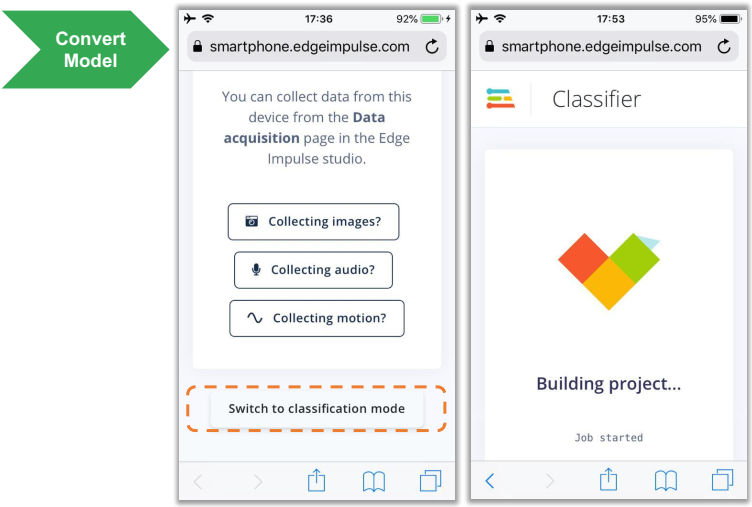 Convert
Model
17:36
92%
smartphone.edgeimpulse.com
You can collect data from this
device from the Data
acquisition page in the Edge
Impulse studio.
Collecting images?
Collecting audio?
Collecting motion?
Switch to classification mode
17:53
95%
smartphone.edgeimpulse.com
Classifier
Building project...
Job started